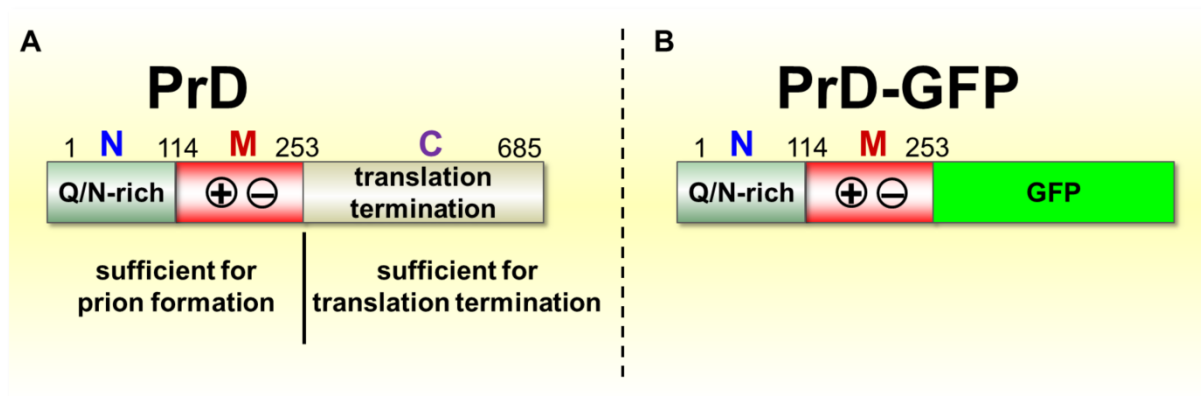 A
PrD
1 N 114 M 253 C 685
Q/N-rich
⊕ ⊖
translation
termination
sufficient for
prion formation
sufficient for
translation termination
B
PrD-GFP
1 N 114 M 253
Q/N-rich
⊕ ⊖
GFP